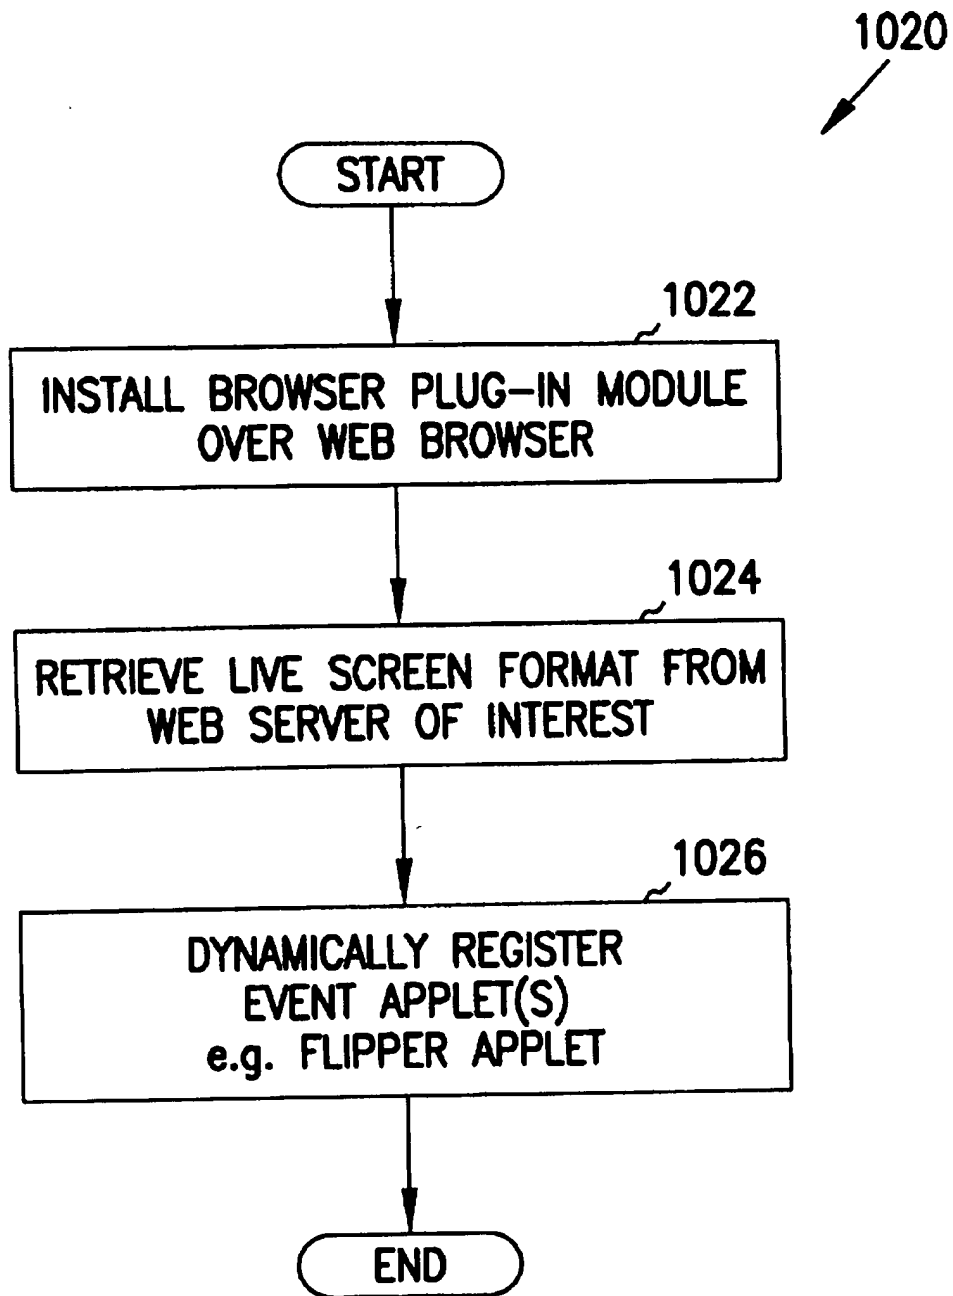 1020
START
1022
INSTALL BROWSER PLUG-IN MODULE
OVER WEB BROWSER
1024
RETRIEVE LIVE SCREEN FORMAT FROM
WEB SERVER OF INTEREST
1026
DYNAMICALLY REGISTER
EVENT APPLET(S)
e.g. FLIPPER APPLET
END